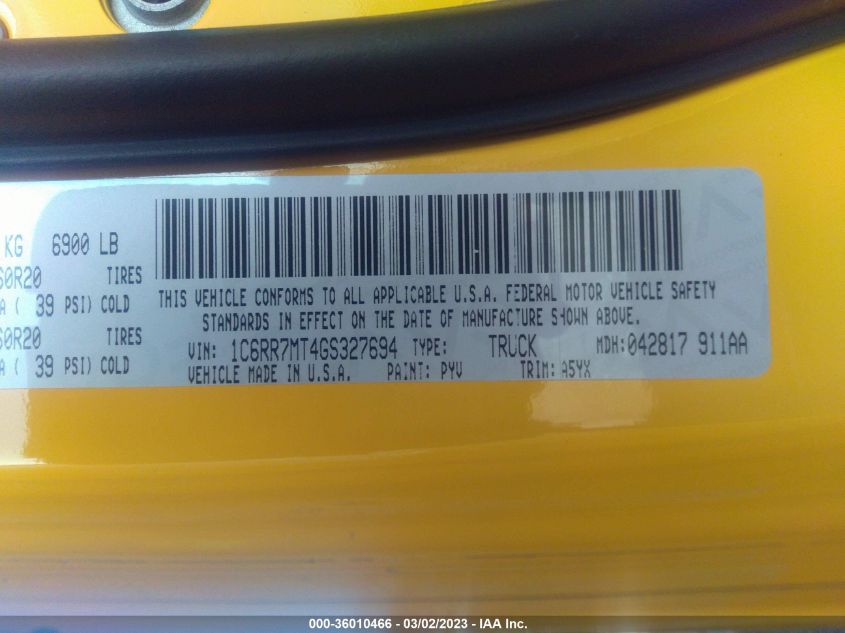 KG 6900 LB
60R20 TIRES
A ( 39 PSI) COLD
60R20 TIRES
A ( 39 PSI) COLD
THIS VEHICLE CONFORMS TO ALL APPLICABLE U.S.A. FEDERAL MOTOR VEHICLE SAFETY
STANDARDS IN EFFECT ON THE DATE OF MANUFACTURE SHOWN ABOVE.
VIN: 1C6RR7MT4GS327694 TYPE: TRUCK MDH:042817 911AA
VEHICLE MADE IN U.S.A. PAINT: PYV TRIM: A5YX
000-36010466 - 03/02/2023 - IAA Inc.